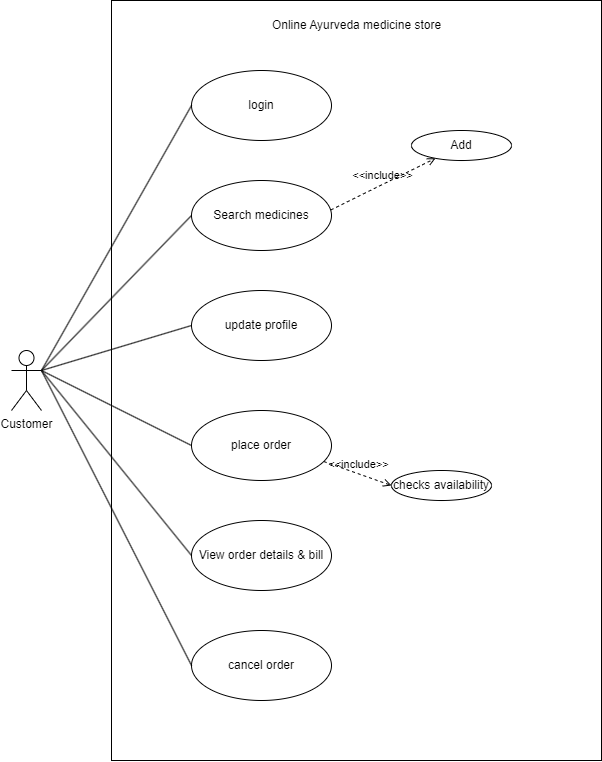 Online Ayurveda medicine store
login
Add
<<include>>
Search medicines
update profile
Customer
place order
<<include>>
checks availability
View order details & bill
cancel order